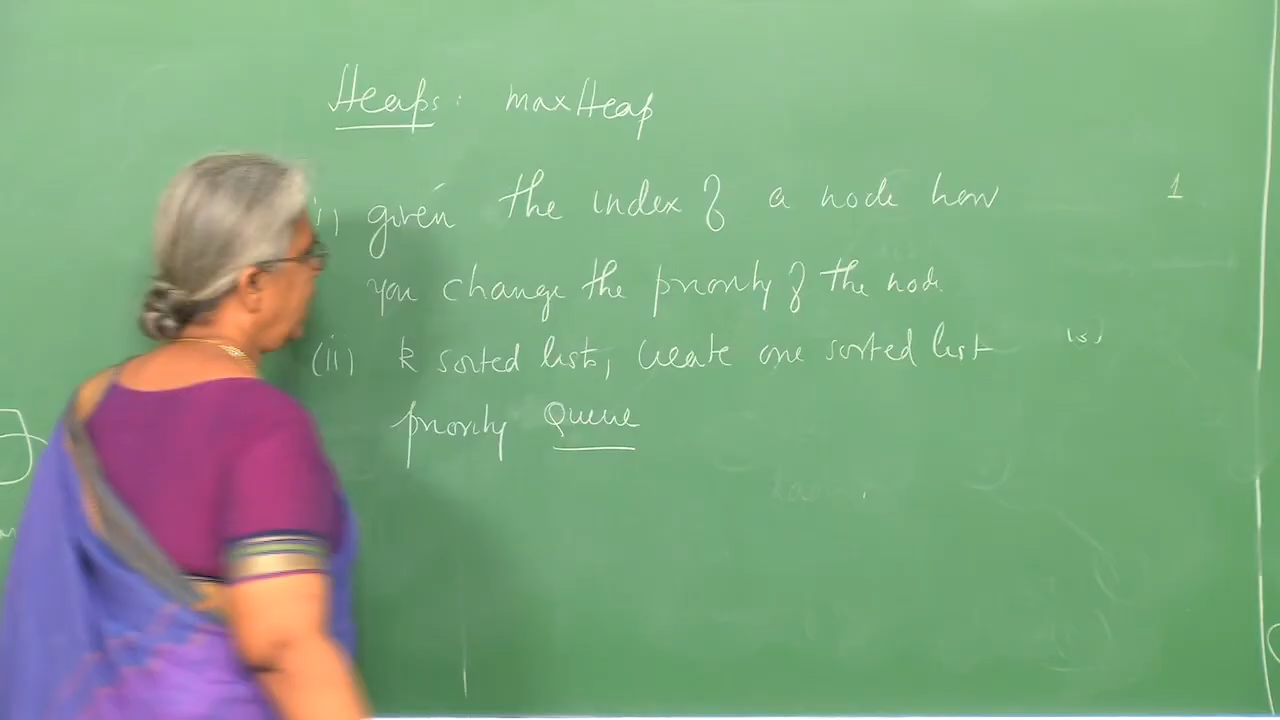 Heaps: maxHeap
i) given the index of a node how
1
you change the priority of the node
(ii) k sorted lists, create one sorted list
priority Queue